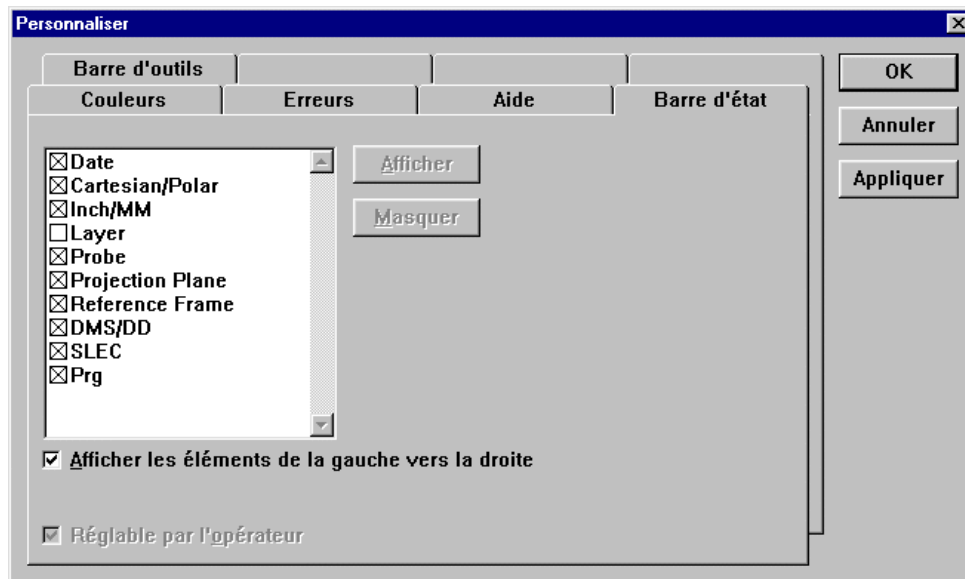 Personnaliser
Barre d'outils
Couleurs
Erreurs
Aide
Barre d'état
OK
Annuler
Appliquer
Date
Cartesian/Polar
Inch/MM
Layer
Probe
Projection Plane
Reference Frame
DMS/DD
SLEC
Prg
Afficher
Masquer
Afficher les éléments de la gauche vers la droite
Réglable par l'opérateur